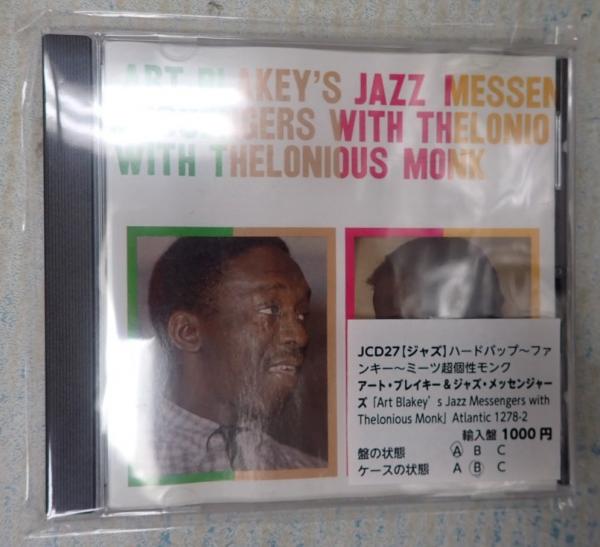 ART BLAKEY'S JAZZ MESSEN
GERS WITH THELONIO
WITH THELONIOUS MONK
JCD27【ジャズ】ハードバップ～ファ
ンキー～ミーツ超個性モンク
アート・ブレイキー&ジャズ・メッセンジャー
ズ「Art Blakey's Jazz Messengers with
Thelonious Monk」Atlantic 1278-2
輸入盤 1000円
盤の状態 A B C
ケースの状態 A B C